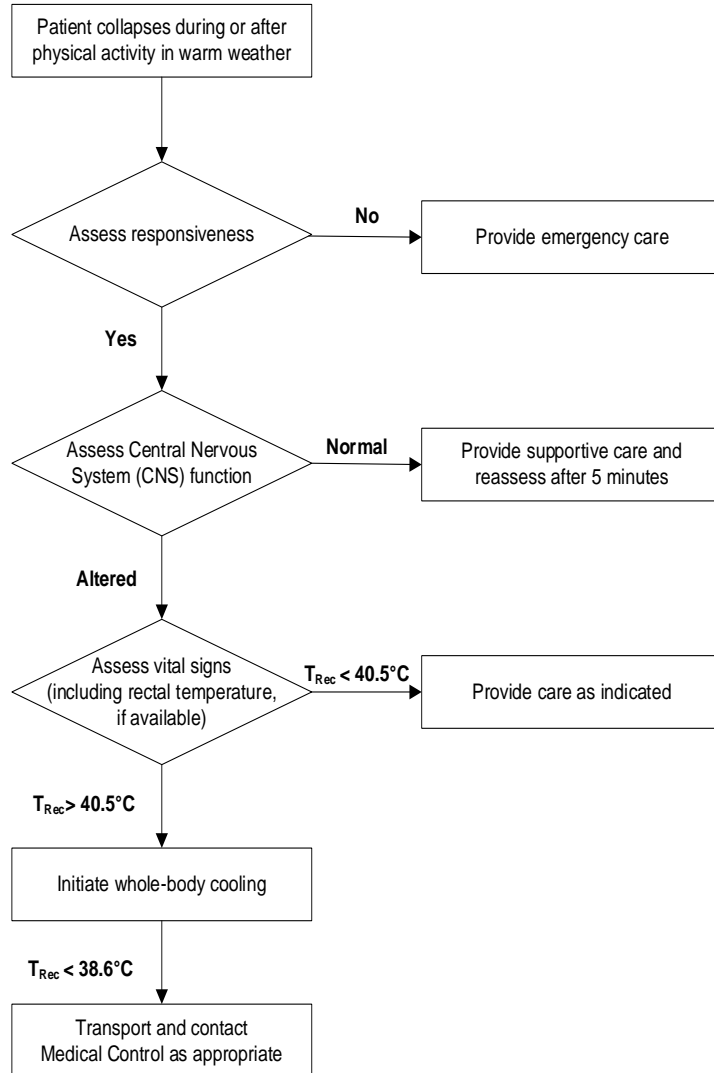 Patient collapses during or after
physical activity in warm weather
Assess responsiveness
No
Provide emergency care
Yes
Assess Central Nervous
System (CNS) function
Normal
Provide supportive care and
reassess after 5 minutes
Altered
Assess vital signs
(including rectal temperature,
if available)
TRec < 40.5°C
Provide care as indicated
TRec> 40.5°C
Initiate whole-body cooling
TRec < 38.6°C
Transport and contact
Medical Control as appropriate